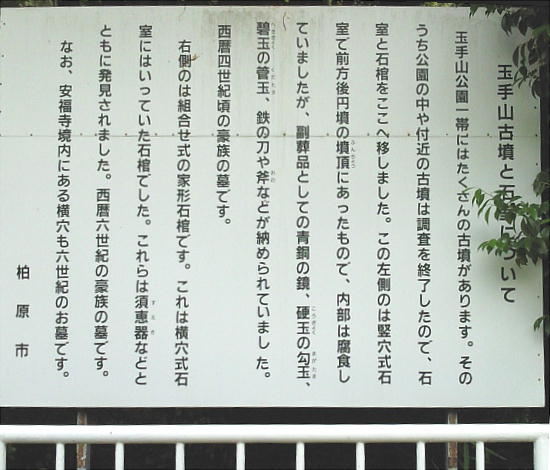 玉手山古墳と石について
玉手山公園一帯にはたくさんの古墳があります。その
うち公園の中や付近の古墳は調査を終了したので、石
室と石棺をここへ移しました。この左側のは竪穴式石
室で前方後円墳の墳頂にあったもので、内部は腐食し
ていましたが、副葬品としての青銅の鏡、硬玉の勾玉、
碧玉の管玉、鉄の刀や斧などが納められていました。
西暦四世紀頃の豪族の墓です。
右側のは組合せ式の家形石棺です。これは横穴式石
室にはいっていた石棺でした。これらは須恵器などと
ともに発見されました。西暦六世紀の豪族の墓です。
なお、安福寺境内にある横穴も六世紀のお墓です。
柏原市